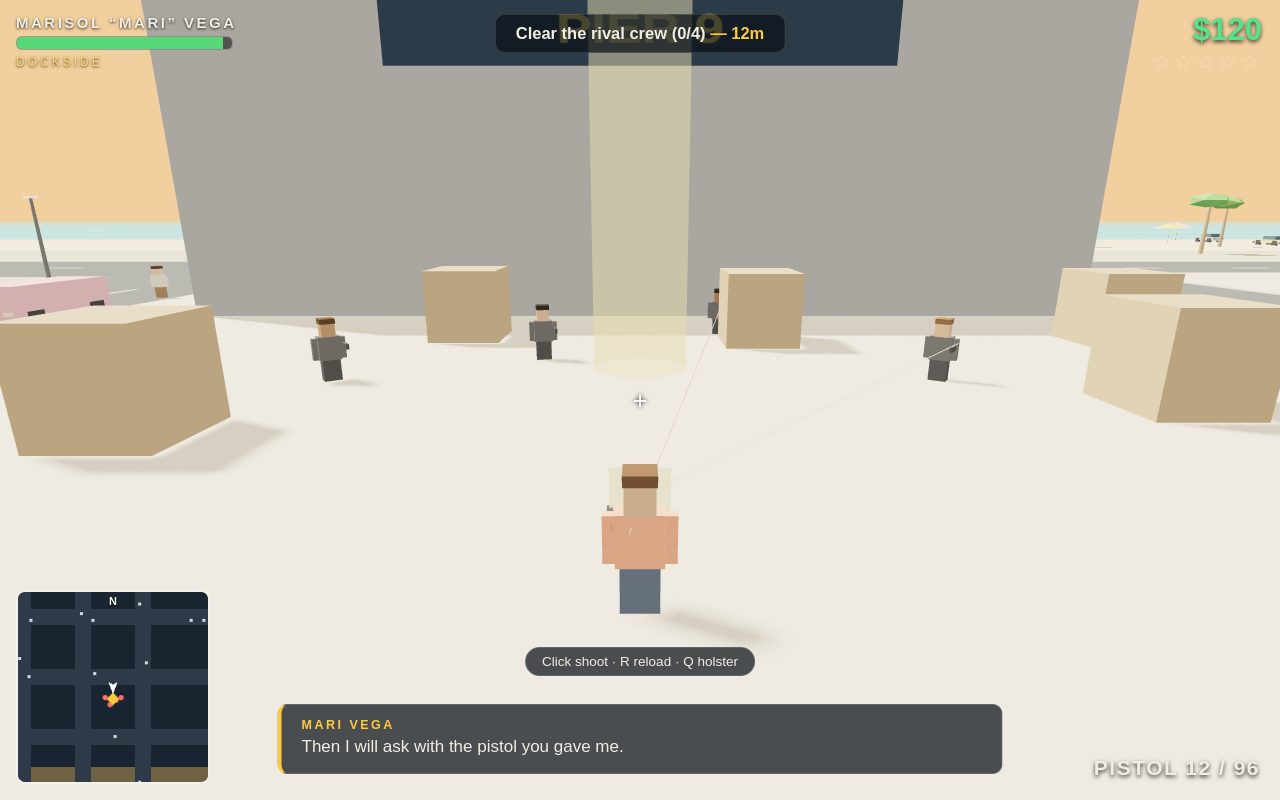 MARISOL “MARI” VEGA
DOCKSIDE
PIER 9
Clear the rival crew (0/4) — 12m
$120
☆☆☆☆☆
N
Click shoot · R reload · Q holster
MARI VEGA
Then I will ask with the pistol you gave me.
PISTOL 12 / 96